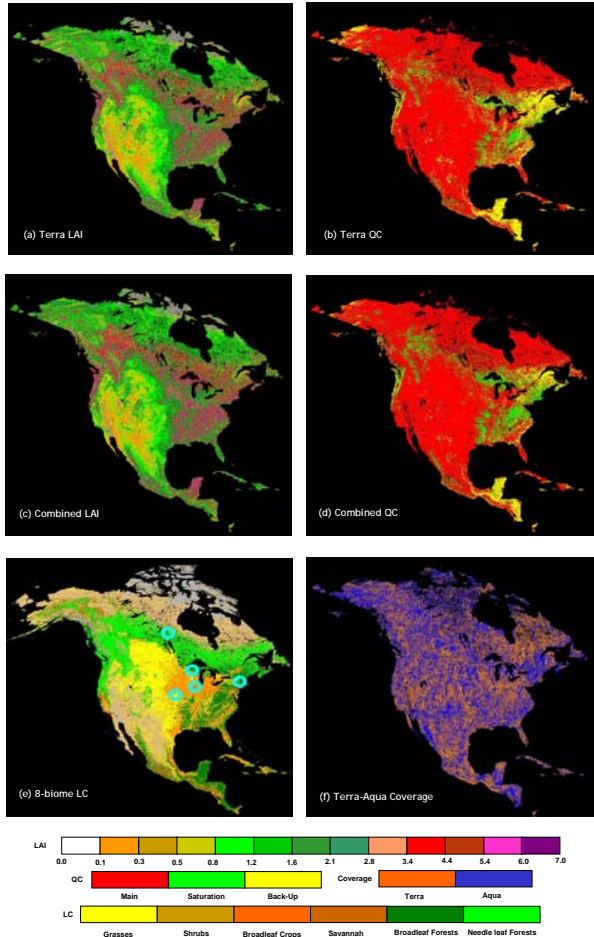 (a) Terra LAI
(b) Terra QC
(c) Combined LAI
(d) Combined QC
(e) 8-biome LC
(f) Terra-Aqua Coverage
LAI
0.0 0.1 0.3 0.5 0.8 1.2 1.6 2.1 2.8 3.4 4.4 5.4 6.0 7.0
QC Coverage
Main Saturation Back-Up Terra Aqua
LC
Grasses Shrubs Broadleaf Crops Savannah Broadleaf Forests Needle leaf Forests